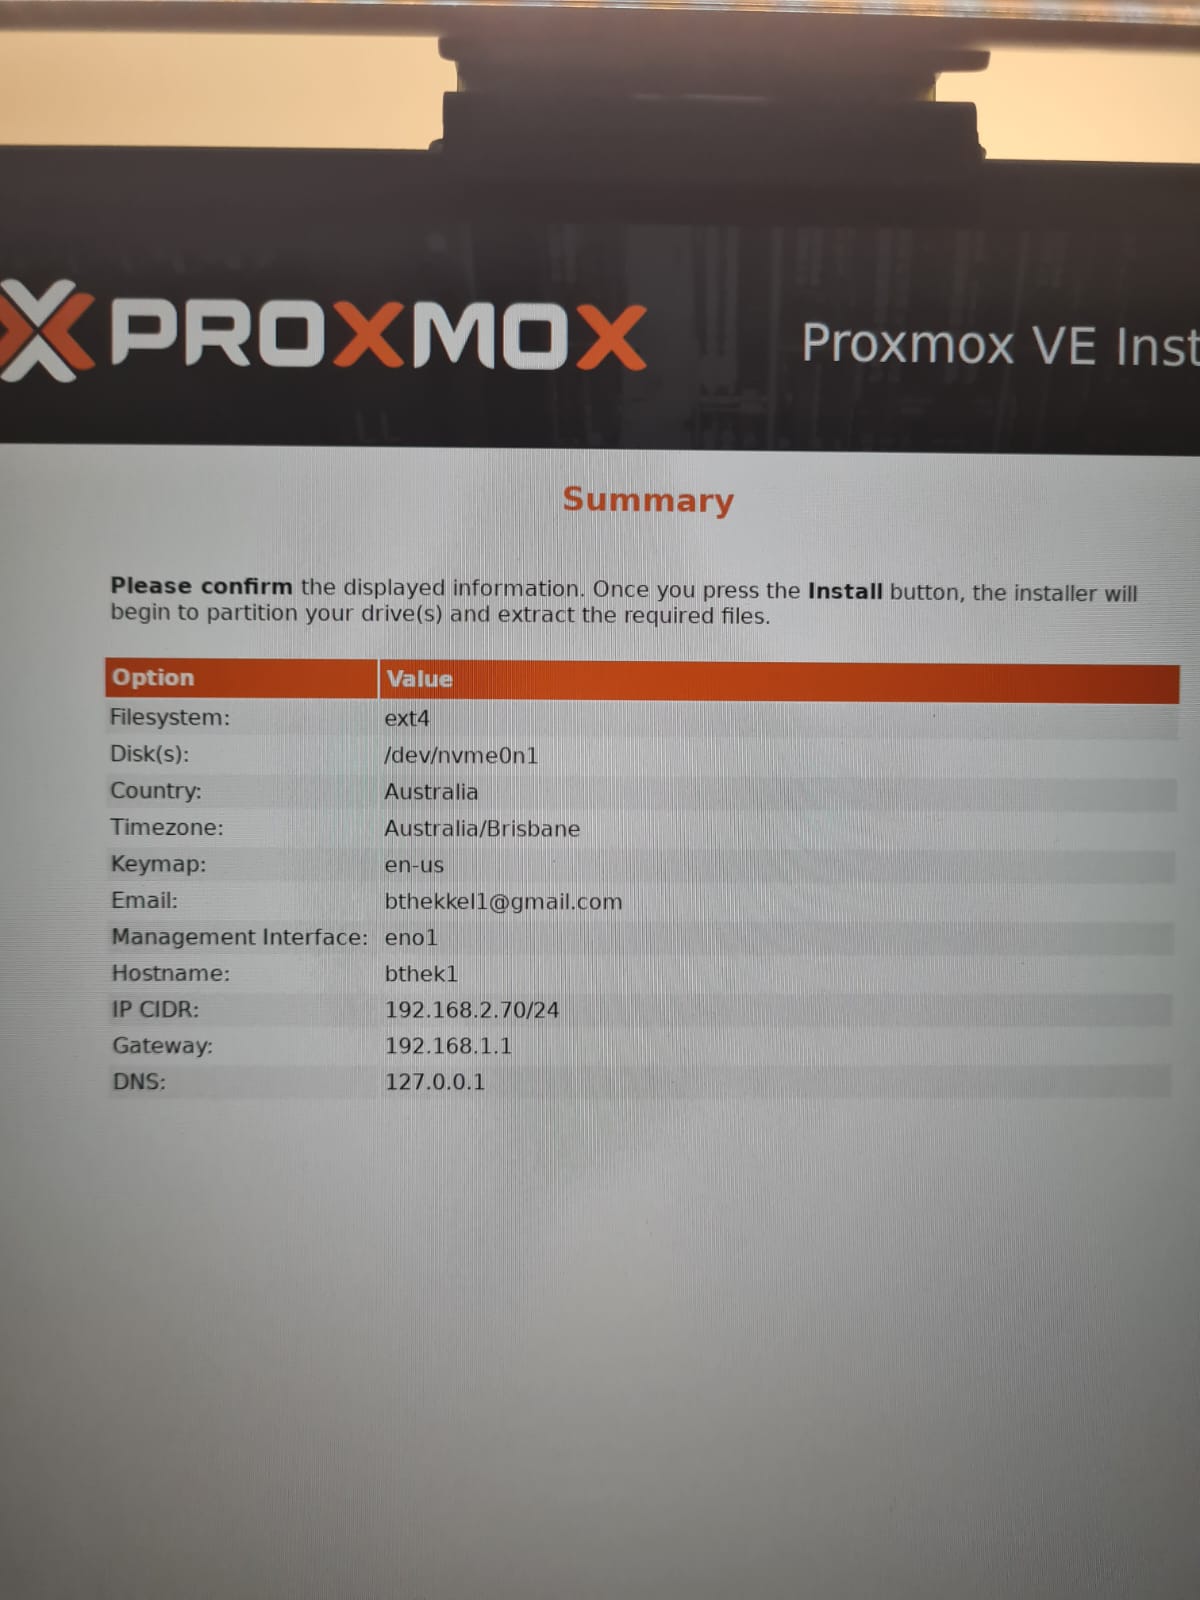 PROXMOX
Proxmox VE Inst
Summary
Please confirm the displayed information. Once you press the Install button, the installer will
begin to partition your drive(s) and extract the required files.
Option Value
Filesystem: ext4
Disk(s): /dev/nvme0n1
Country: Australia
Timezone: Australia/Brisbane
Keymap: en-us
Email: bthekkel1@gmail.com
Management Interface: eno1
Hostname: bthek1
IP CIDR: 192.168.2.70/24
Gateway: 192.168.1.1
DNS: 127.0.0.1